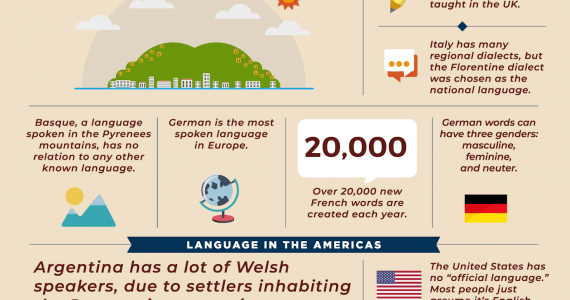 taught in the UK.
Italy has many
regional dialects, but
the Florentine dialect
was chosen as the
national language.
Basque, a language
spoken in the Pyrenees
mountains, has no
relation to any other
known language.
German is the most
spoken language
in Europe.
20,000
Over 20,000 new
French words are
created each year.
German words can
have three genders:
masculine,
feminine,
and neuter.
LANGUAGE IN THE AMERICAS
Argentina has a lot of Welsh
speakers, due to settlers inhabiting
The United States has
no “official language.”
Most people just
assume it's English